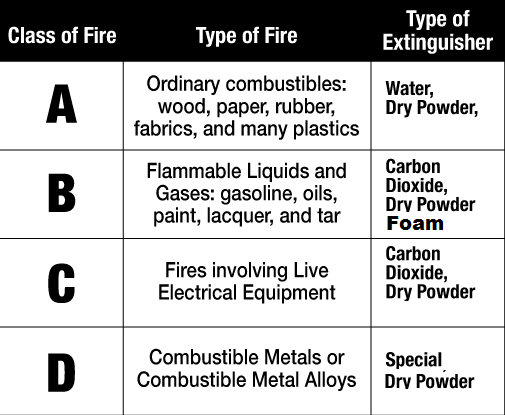 Class of Fire
Type of Fire
Type of
Extinguisher
A
Ordinary combustibles:
wood, paper, rubber,
fabrics, and many plastics
Water,
Dry Powder,
B
Flammable Liquids and
Gases: gasoline, oils,
paint, lacquer, and tar
Carbon
Dioxide,
Dry Powder
Foam
C
Fires involving Live
Electrical Equipment
Carbon
Dioxide,
Dry Powder
D
Combustible Metals or
Combustible Metal Alloys
Special
Dry Powder